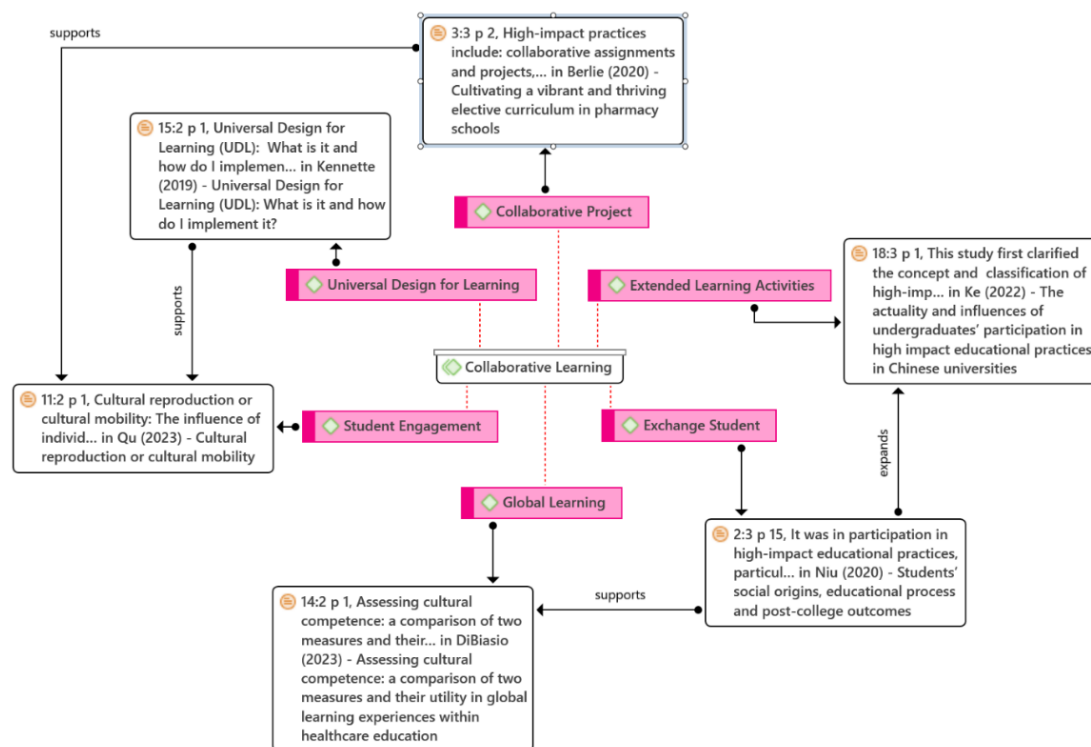 supports
3:3 p 2, High-impact practices
include: collaborative assignments
and projects,... in Berlie (2020) -
Cultivating a vibrant and thriving
elective curriculum in pharmacy
schools
15:2 p 1, Universal Design for
Learning (UDL): What is it and
how do I implemen... in Kennette
(2019) - Universal Design for
Learning (UDL): What is it and how
do I implement it?
Collaborative Project
Universal Design for Learning
Extended Learning Activities
18:3 p 1, This study first clarified
the concept and classification of
high-imp... in Ke (2022) - The
actuality and influences of
undergraduates' participation in
high impact educational practices
in Chinese universities
supports
Collaborative Learning
11:2 p 1, Cultural reproduction or
cultural mobility: The influence of
individ... in Qu (2023) - Cultural
reproduction or cultural mobility
Student Engagement
Exchange Student
expands
Global Learning
2:3 p 15, It was in participation in
high-impact educational practices,
particul... in Niu (2020) - Students'
social origins, educational process
and post-college outcomes
supports
14:2 p 1, Assessing cultural
competence: a comparison of two
measures and their... in DiBiasio
(2023) - Assessing cultural
competence: a comparison of two
measures and their utility in global
learning experiences within
healthcare education